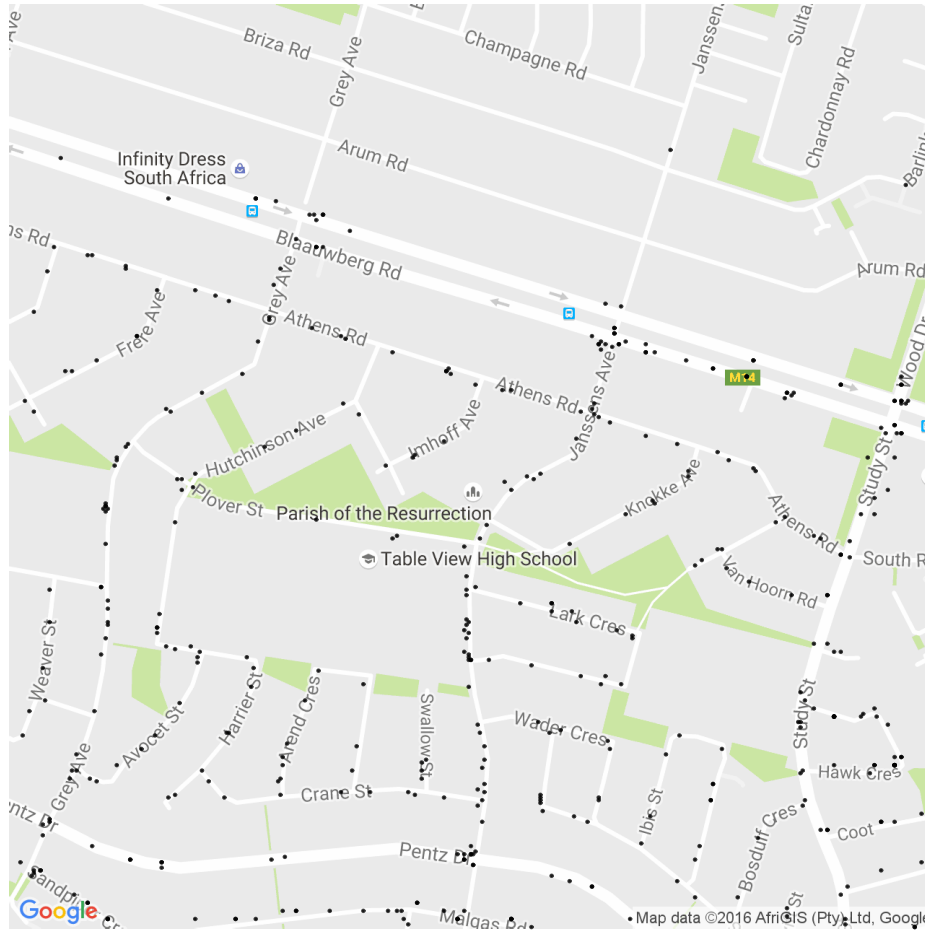 Briza Rd
Grey Ave
Champagne Rd
Janssens
Sulta
Chardonnay Rd
Infinity Dress
South Africa
Arum Rd
Barlink
Blaauwberg Rd
Arum Rd
ns Rd
Grey Ave
Frere Ave
Athens Rd
Wood Dr
M14
Athens Rd
Janssens Ave
Imhoff Ave
Hutchinson Ave
Study St
Plover St
Parish of the Resurrection
Knokke Ave
Athens Rd
Table View High School
South R
Van Hoorn Rd
Lark Cres
Weaver St
Harrier St
Arend Cres
Avocet St
Swallow St
Wader Cres
Study St
Grey Ave
Crane St
Hawk Cres
Ibis St
Bosduif Cres
Coot
Pentz Dr
Pentz Dr
Sandpiper Cr
Malgas Rd
st St
Google
Map data ©2016 AfriGIS (Pty) Ltd, Google